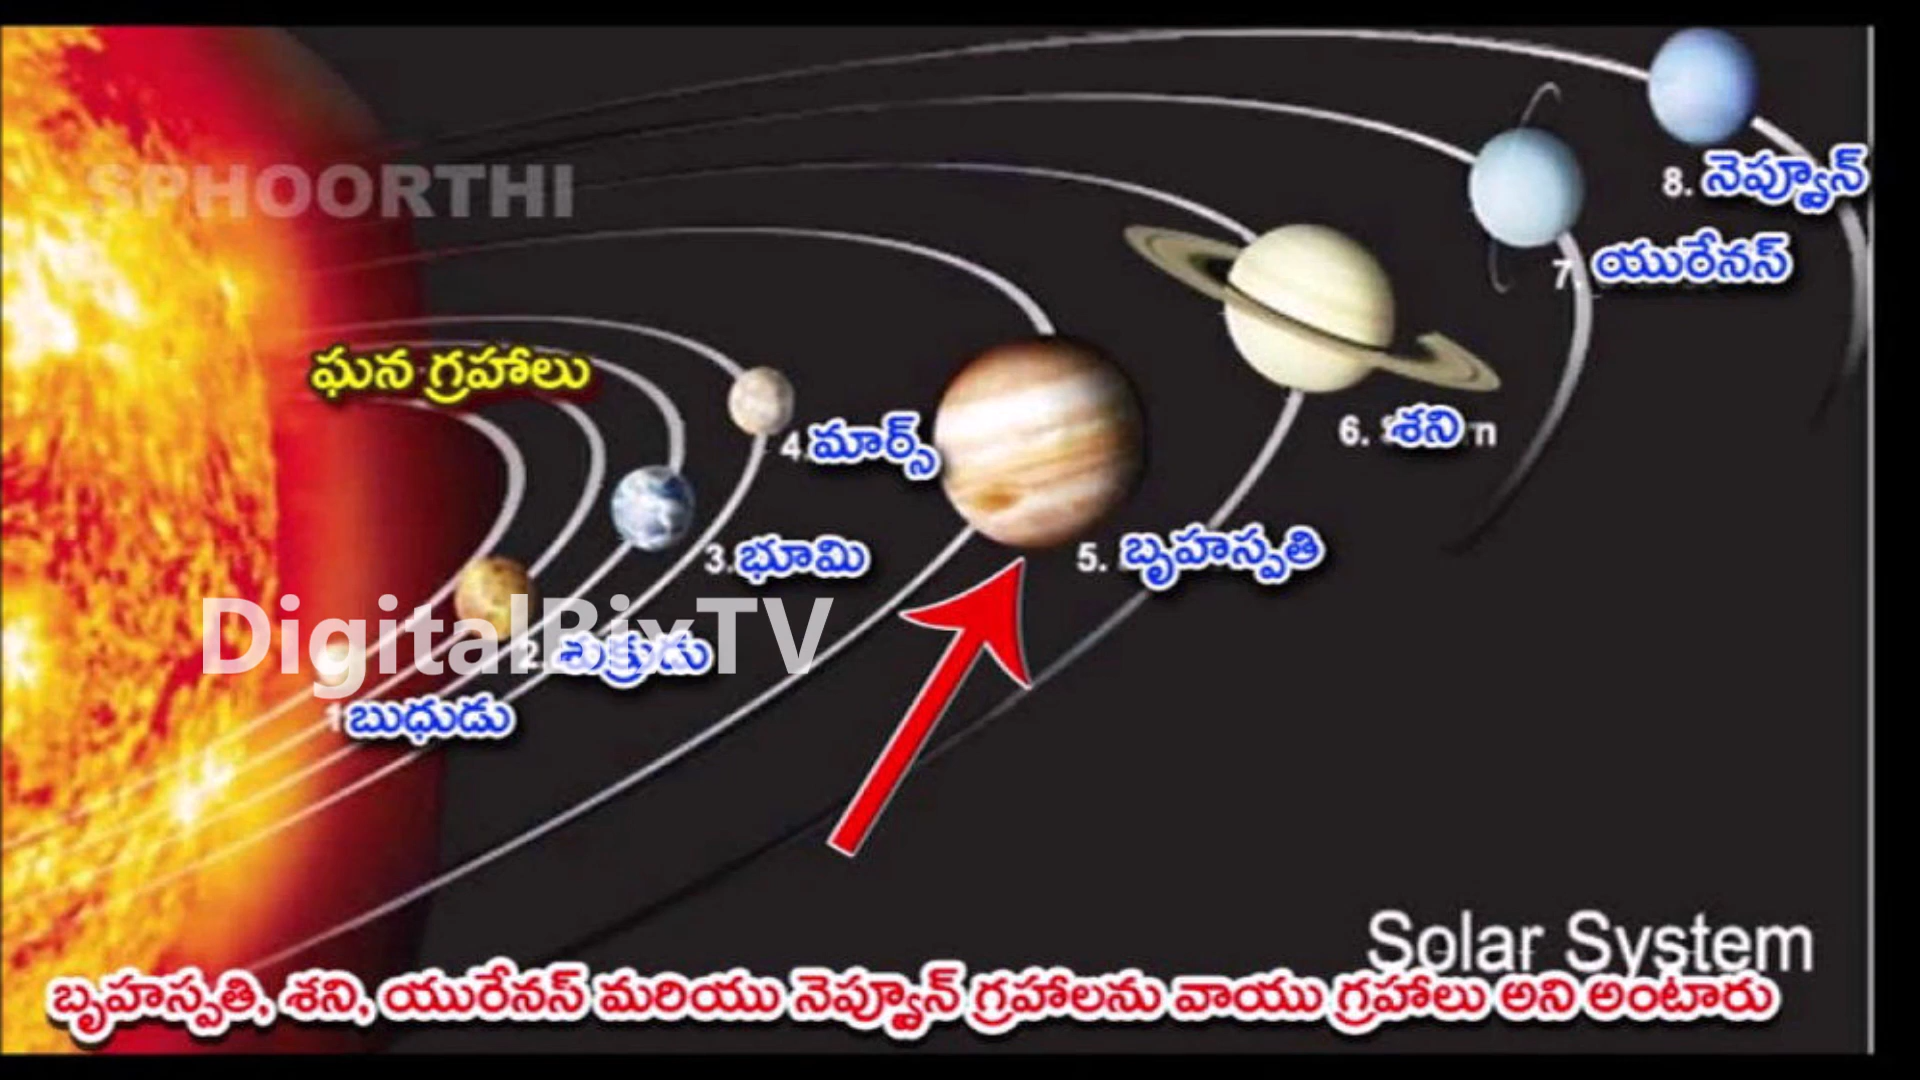 SPHOORTHI
8. నెప్ట్యూన్
7. యురేనస్
ఘన గ్రహాలు
4. మార్స్
6. శని n
3. భూమి
5. బృహస్పతి
DigitalBixTV
2. శుక్రుడు
1 బుధుడు
Solar System
బృహస్పతి, శని, యురేనస్ మరియు నెప్ట్యూన్ గ్రహాలను వాయు గ్రహాలు అని అంటారు